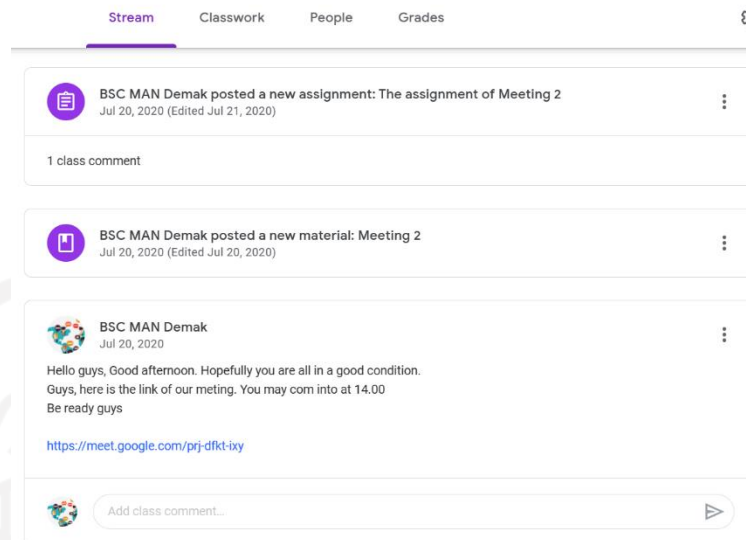 Stream Classwork People Grades
BSC MAN Demak posted a new assignment: The assignment of Meeting 2
Jul 20, 2020 (Edited Jul 21, 2020)
1 class comment
BSC MAN Demak posted a new material: Meeting 2
Jul 20, 2020 (Edited Jul 20, 2020)
BSC MAN Demak
Jul 20, 2020
Hello guys, Good afternoon. Hopefully you are all in a good condition.
Guys, here is the link of our meting. You may com into at 14.00
Be ready guys
https://meet.google.com/prj-dfkt-ixy
Add class comment...